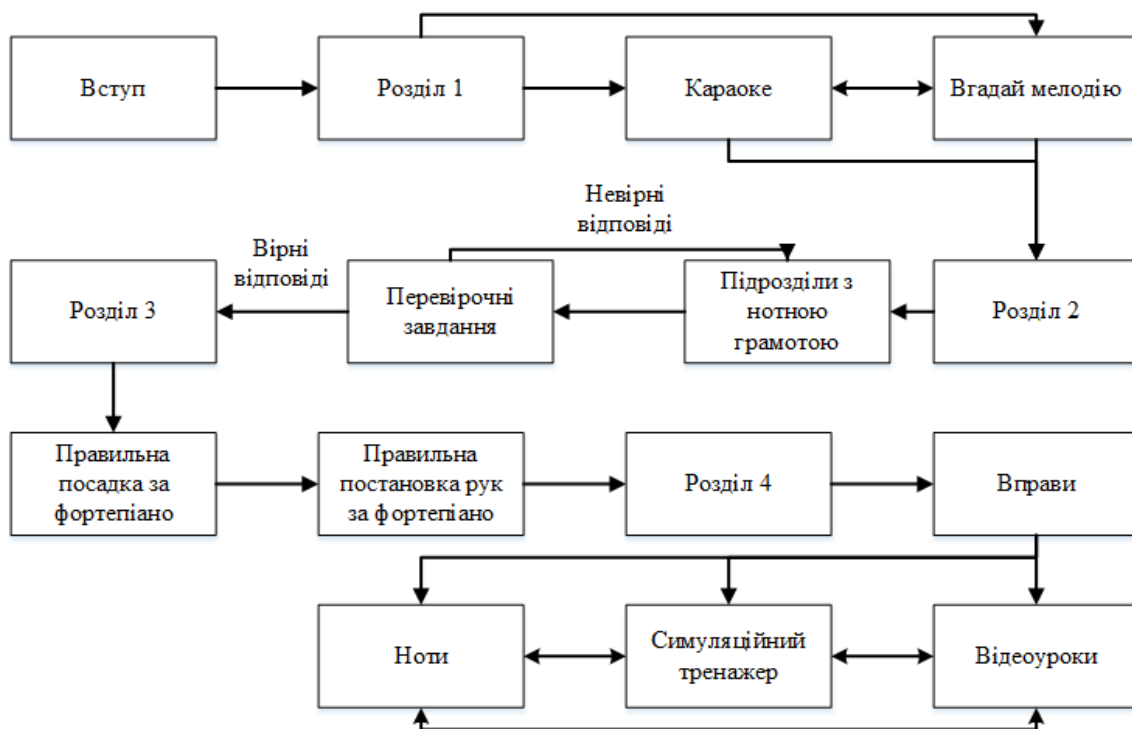 Вступ
Розділ 1
Караоке
Вгадай мелодію
Невірні
відповіді
Вірні
відповіді
Розділ 3
Перевірочні
завдання
Підрозділи з
нотною
грамотою
Розділ 2
Правильна
посадка за
фортепіано
Правильна
постановка рук
за фортепіано
Розділ 4
Вправи
Ноти
Симуляційний
тренажер
Відеоуроки